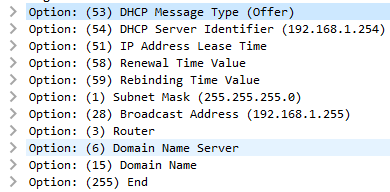 Option: (53) DHCP Message Type (Offer)
Option: (54) DHCP Server Identifier (192.168.1.254)
Option: (51) IP Address Lease Time
Option: (58) Renewal Time Value
Option: (59) Rebinding Time Value
Option: (1) Subnet Mask (255.255.255.0)
Option: (28) Broadcast Address (192.168.1.255)
Option: (3) Router
Option: (6) Domain Name Server
Option: (15) Domain Name
Option: (255) End